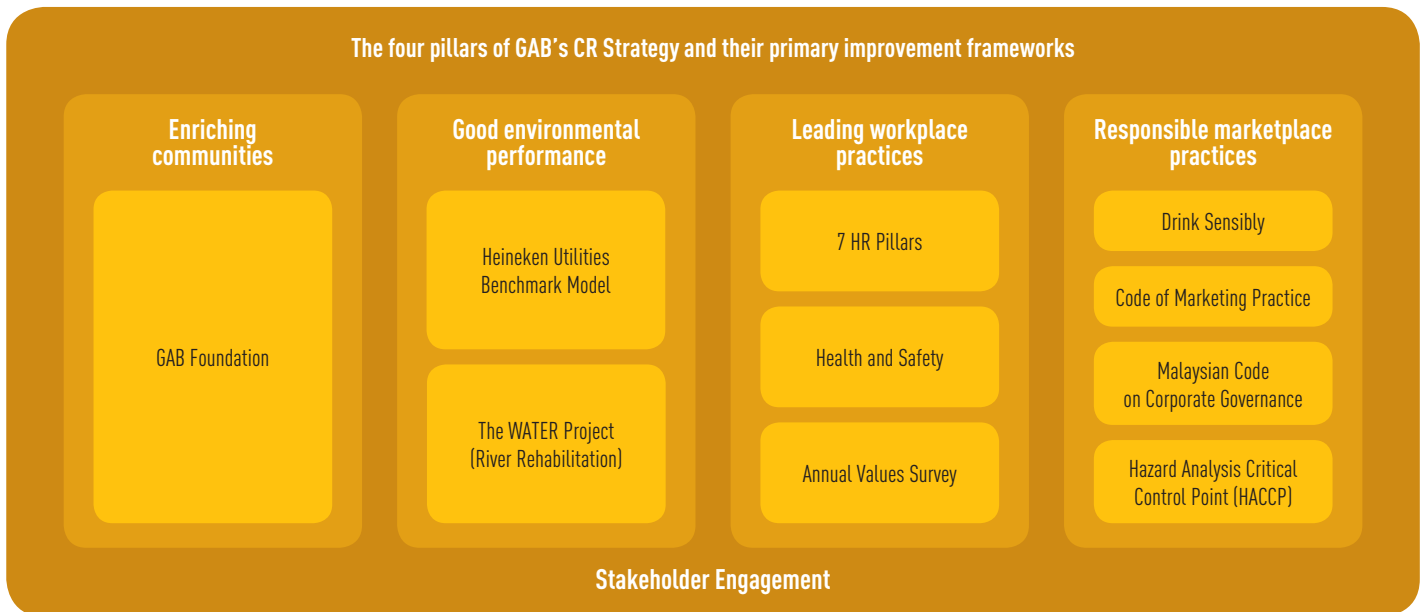 The four pillars of GAB's CR Strategy and their primary improvement frameworks
Enriching
communities
GAB Foundation
Good environmental
performance
Heineken Utilities
Benchmark Model
The WATER Project
(River Rehabilitation)
Leading workplace
practices
7 HR Pillars
Health and Safety
Annual Values Survey
Responsible marketplace
practices
Drink Sensibly
Code of Marketing Practice
Malaysian Code
on Corporate Governance
Hazard Analysis Critical
Control Point (HACCP)
Stakeholder Engagement